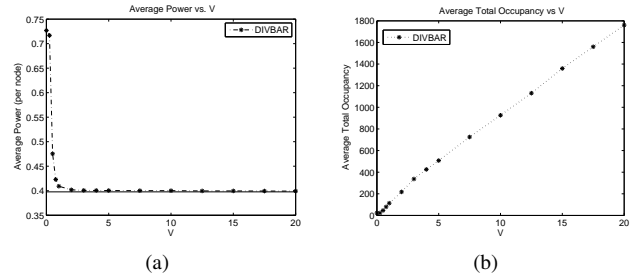 Average Power vs. V
DIVBAR
0.75
0.7
0.65
0.6
0.55
0.5
0.45
0.4
0.35
Average Power (per node)
0
5
10
15
20
V
(a)
Average Total Occupancy vs V
DIVBAR
1800
1600
1400
1200
1000
800
600
400
200
0
Average Total Occupancy
0
5
10
15
20
V
(b)